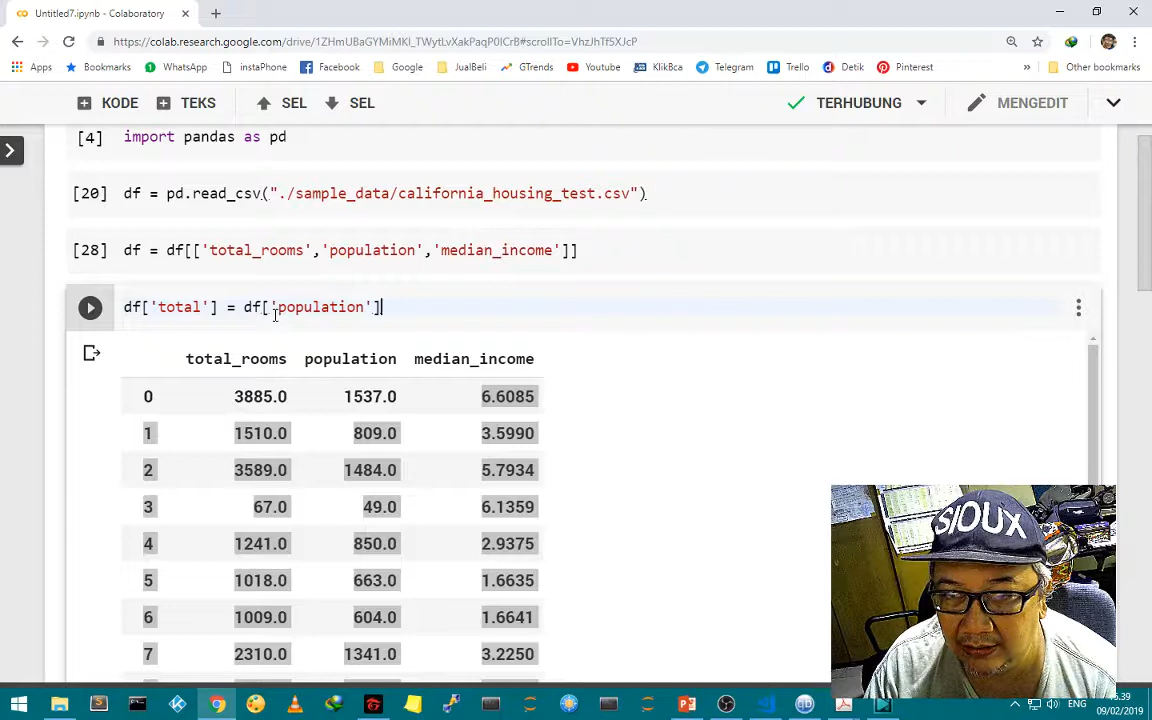 Untitled7.ipynb - Colaboratory
https://colab.research.google.com/drive/1ZHmUBaGYMiMKl_TWytLvXakPaqP0lCrB#scrollTo=VhzJhTf5XJcP
Apps Bookmarks WhatsApp instaPhone Facebook Google JualBeli GTrends Youtube KlikBca Telegram Trello Detik Pinterest » Other bookmarks
KODE TEKS SEL SEL TERHUBUNG MENGEDIT
[4] import pandas as pd
[20] df = pd.read_csv("./sample_data/california_housing_test.csv")
[28] df = df[['total_rooms','population','median_income']]
df['total'] = df['population']
total_rooms population median_income
0 3885.0 1537.0 6.6085
1 1510.0 809.0 3.5990
2 3589.0 1484.0 5.7934
3 67.0 49.0 6.1359
4 1241.0 850.0 2.9375
5 1018.0 663.0 1.6635
6 1009.0 604.0 1.6641
7 2310.0 1341.0 3.2250
SIOUX
ENG
09/02/2019